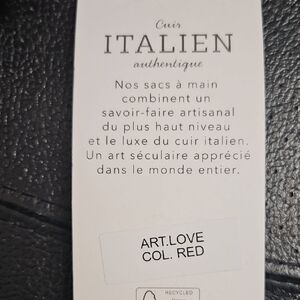 Cuir
ITALIEN
authentique
Nos sacs à main
combinent un
savoir-faire artisanal
du plus haut niveau
et le luxe du cuir italien.
Un art séculaire apprécié
dans le monde entier.
ART.LOVE
COL. RED
RECYCLED